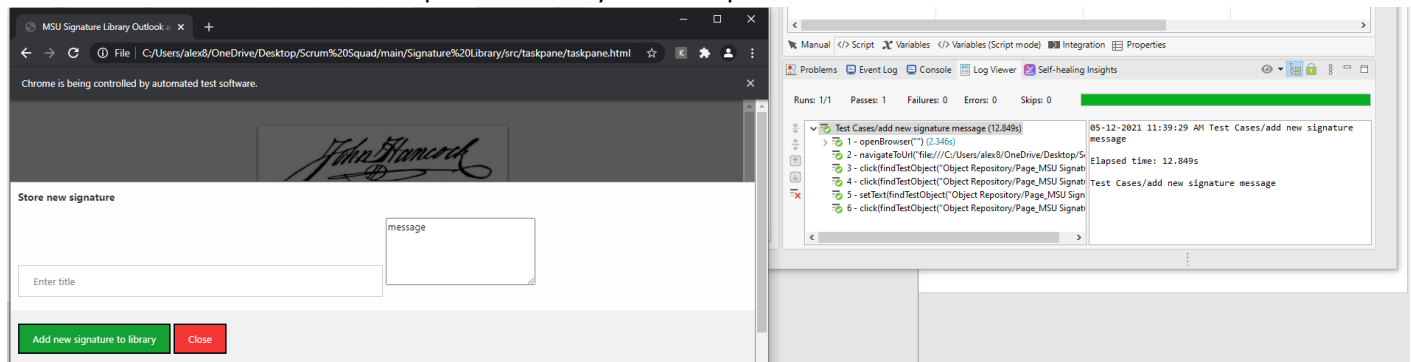 MSU Signature Library Outlook a
File | C:/Users/alex8/OneDrive/Desktop/Scrum%20Squad/main/Signature%20Library/src/taskpane/taskpane.html
K
Chrome is being controlled by automated test software.
John Hancock
Store new signature
message
Enter title
Add new signature to library
Close
Manual </> Script Variables </> Variables (Script mode) Integration Properties
Problems Event Log Console Log Viewer Self-healing Insights
Runs: 1/1 Passes: 1 Failures: 0 Errors: 0 Skips: 0
Test Cases/add new signature message (12.849s)
1 - openBrowser("") (2.346s)
2 - navigateToUrl("file:///C:/Users/alex8/OneDrive/Desktop/S
3 - click(findTestObject("Object Repository/Page_MSU Signat
4 - click(findTestObject("Object Repository/Page_MSU Signat
5 - setText(findTestObject("Object Repository/Page_MSU Sign
6 - click(findTestObject("Object Repository/Page_MSU Signat
05-12-2021 11:39:29 AM Test Cases/add new signature
message
Elapsed time: 12.849s
Test Cases/add new signature message